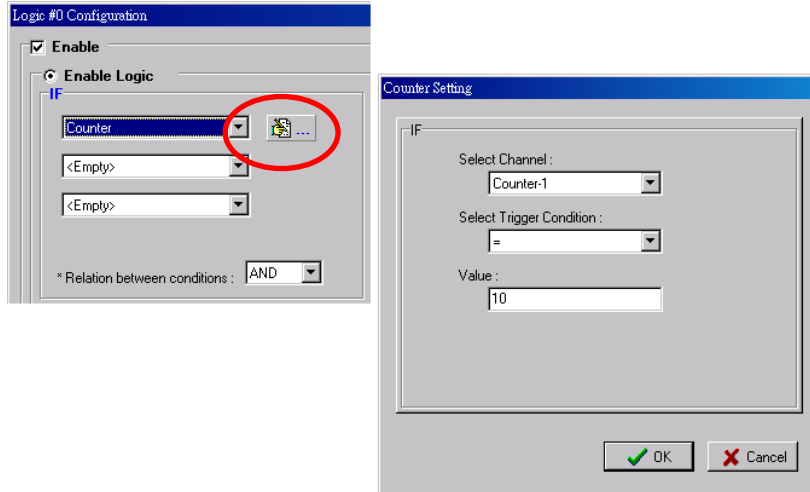 Logic #0 Configuration
Enable
Enable Logic
IF
Counter
...
<Empty>
<Empty>
* Relation between conditions : AND
Counter Setting
IF
Select Channel :
Counter-1
Select Trigger Condition :
=
Value :
10
OK
Cancel